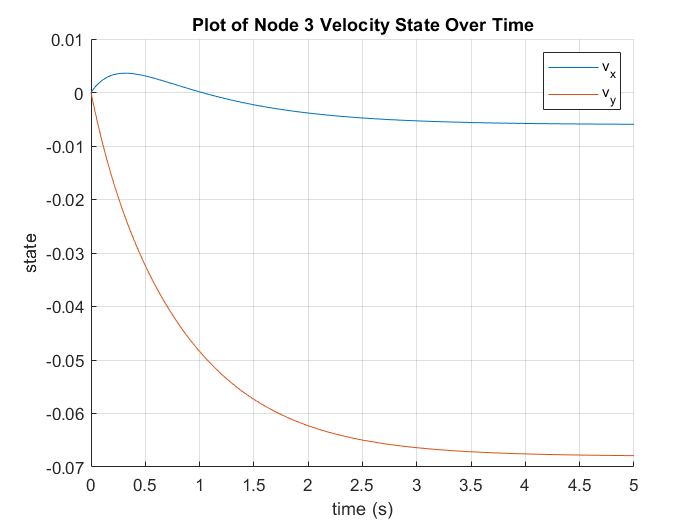 Plot of Node 3 Velocity State Over Time
0.01
0
-0.01
-0.02
-0.03
-0.04
-0.05
-0.06
-0.07
state
v_x
v_y
0 0.5 1 1.5 2 2.5 3 3.5 4 4.5 5
time (s)